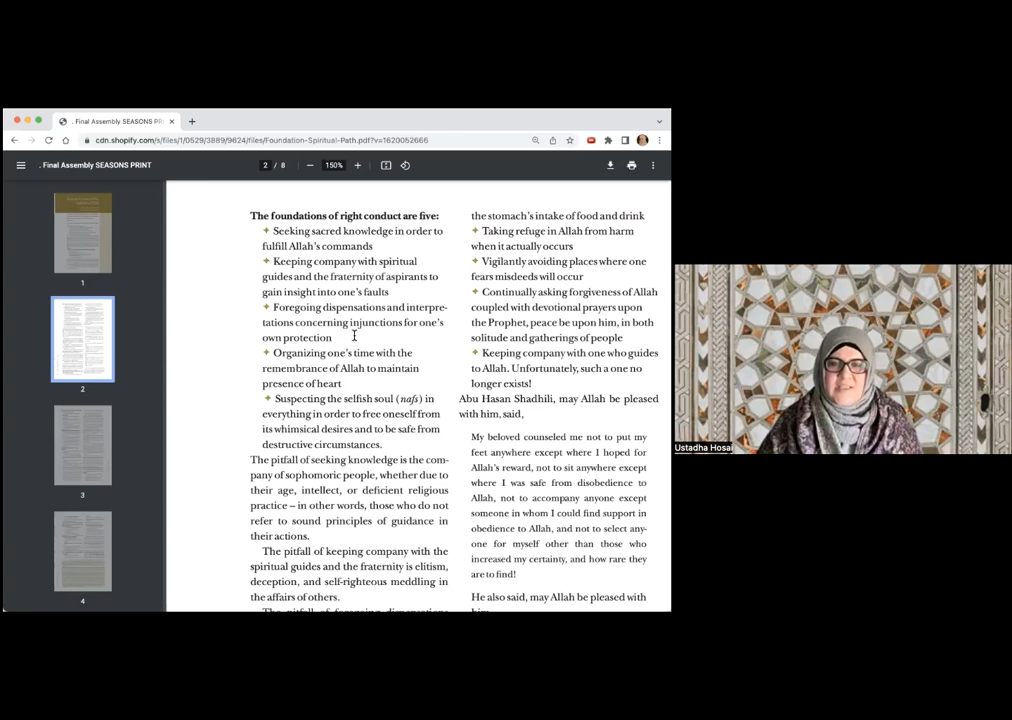 . Final Assembly SEASONS PRI
cdn.shopify.com/s/files/1/0529/3889/9624/files/Foundation-Spiritual-Path.pdf?v=1620052666
. Final Assembly SEASONS PRINT
2 / 8
150%
1
2
3
4
The foundations of right conduct are five:
✦ Seeking sacred knowledge in order to
fulfill Allah's commands
✦ Keeping company with spiritual
guides and the fraternity of aspirants to
gain insight into one's faults
✦ Foregoing dispensations and interpre-
tations concerning injunctions for one's
own protection
✦ Organizing one's time with the
remembrance of Allah to maintain
presence of heart
✦ Suspecting the selfish soul (nafs) in
everything in order to free oneself from
its whimsical desires and to be safe from
destructive circumstances.
The pitfall of seeking knowledge is the com-
pany of sophomoric people, whether due to
their age, intellect, or deficient religious
practice – in other words, those who do not
refer to sound principles of guidance in
their actions.
The pitfall of keeping company with the
spiritual guides and the fraternity is elitism,
deception, and self-righteous meddling in
the affairs of others.
The pitfall of foregoing dispensations
the stomach's intake of food and drink
✦ Taking refuge in Allah from harm
when it actually occurs
✦ Vigilantly avoiding places where one
fears misdeeds will occur
✦ Continually asking forgiveness of Allah
coupled with devotional prayers upon
the Prophet, peace be upon him, in both
solitude and gatherings of people
✦ Keeping company with one who guides
to Allah. Unfortunately, such a one no
longer exists!
Abu Hasan Shadhili, may Allah be pleased
with him, said,
My beloved counseled me not to put my
feet anywhere except where I hoped for
Allah's reward, not to sit anywhere except
where I was safe from disobedience to
Allah, not to accompany anyone except
someone in whom I could find support in
obedience to Allah, and not to select any-
one for myself other than those who
increased my certainty, and how rare they
are to find!
He also said, may Allah be pleased with
him,
Ustadha Hosai